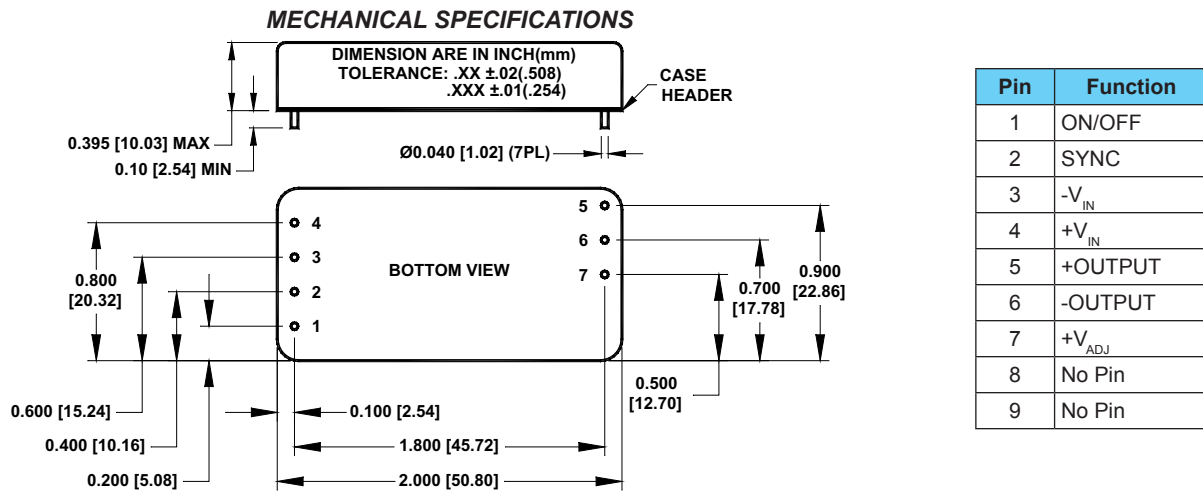 MECHANICAL SPECIFICATIONS
DIMENSION ARE IN INCH(mm)
TOLERANCE: .XX ±.02(.508)
.XXX ±.01(.254)
CASE
HEADER
0.395 [10.03] MAX
0.10 [2.54] MIN
Ø0.040 [1.02] (7PL)
4
3
2
1
BOTTOM VIEW
5
6
7
0.800
[20.32]
0.900
[22.86]
0.700
[17.78]
0.500
[12.70]
0.600 [15.24]
0.400 [10.16]
0.200 [5.08]
0.100 [2.54]
1.800 [45.72]
2.000 [50.80]
Pin Function
1 ON/OFF
2 SYNC
3 -VIN
4 +VIN
5 +OUTPUT
6 -OUTPUT
7 +VADJ
8 No Pin
9 No Pin